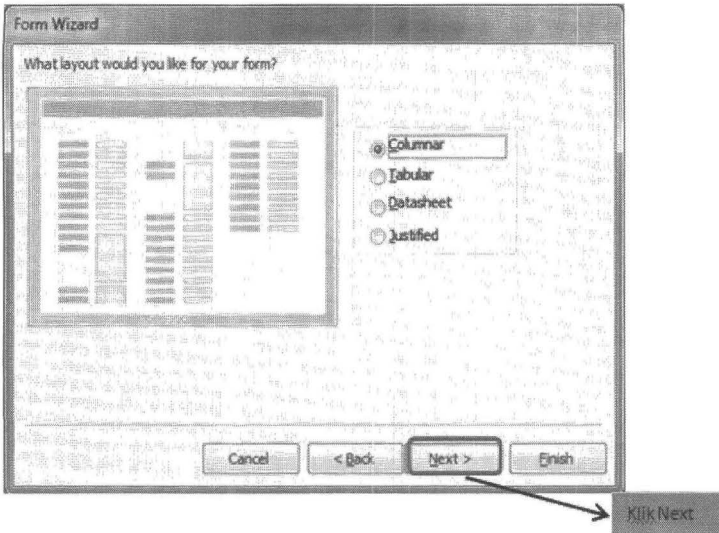 Form Wizard
What layout would you like for your form?
Columnar
Tabular
Datasheet
Justified
Cancel
< Back
Next >
Finish
Klik Next